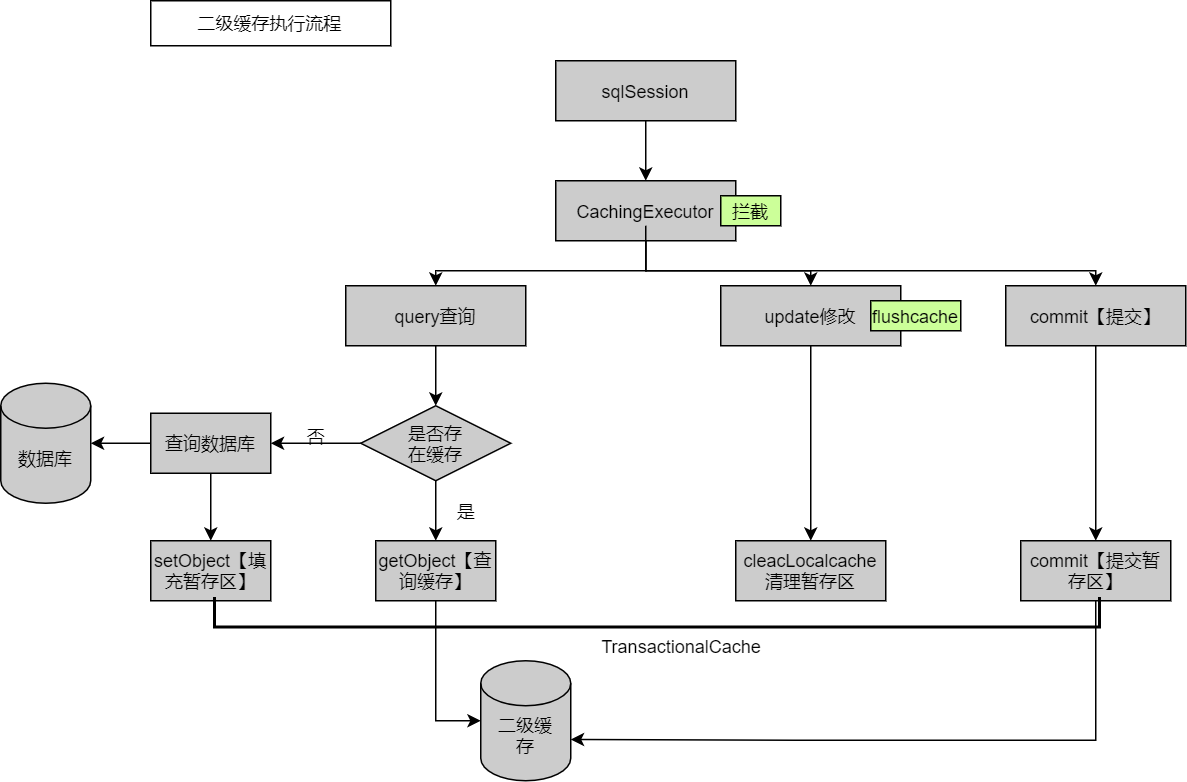 二级缓存执行流程
sqlSession
CachingExecutor
拦截
query查询
update修改
flushcache
commit【提交】
数据库
查询数据库
否
是否存
在缓存
是
setObject【填
充暂存区】
getObject【查
询缓存】
cleacLocalcache
清理暂存区
commit【提交暂
存区】
TransactionalCache
二级缓
存